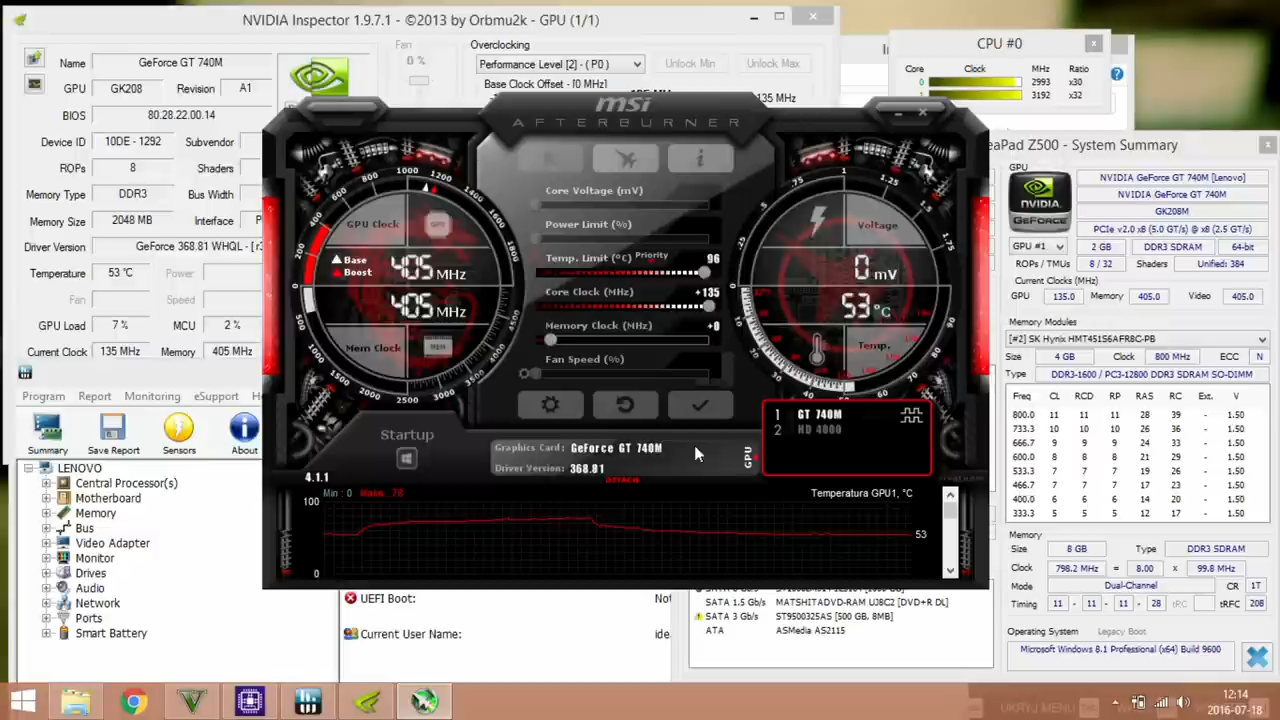 NVIDIA Inspector 1.9.7.1 - ©2013 by Orbmu2k - GPU (1/1)
Name
GeForce GT 740M
GPU
GK208
Revision
A1
BIOS
80.28.22.00.14
Device ID
10DE - 1292
Subvendor
ROPs
8
Shaders
Memory Type
DDR3
Bus Width
Memory Size
2048 MB
Interface
Driver Version
GeForce 368.81 WHQL - [r3
Temperature
53 °C
Power
Fan
Speed
GPU Load
7 %
MCU
2 %
Current Clock
135 MHz
Memory
405 MHz
Fan
0 %
Overclocking
Performance Level [2] - ( P0 )
Unlock Min
Unlock Max
Base Clock Offset - [0 MHz]
135 MHz
CPU #0
Core
Clock
MHz
Ratio
0
2993
x30
1
3192
x32
msi
AFTERBURNER
GPU Clock
Base
Boost
405 MHz
405 MHz
Mem Clock
Core Voltage (mV)
Power Limit (%)
Temp. Limit (°C)
Priority
96
Core Clock (MHz)
+135
Memory Clock (MHz)
+0
Fan Speed (%)
Voltage
0 mV
53 °C
Temp.
Startup
Graphics Card:
GeForce GT 740M
Driver Version:
368.81
DETACH
GPU
1 GT 740M
2 HD 4000
4.1.1
Min : 0
Temperatura GPU1, °C
100
53
0
Program
Report
Monitoring
eSupport
Help
Summary
Save Report
Sensors
About
LENOVO
Central Processor(s)
Motherboard
Memory
Bus
Video Adapter
Monitor
Drives
Audio
Network
Ports
Smart Battery
UEFI Boot:
Not
Current User Name:
idea
SATA 1.5 Gb/s
MATSHITADVD-RAM UJ8C2 [DVD+R DL]
SATA 3 Gb/s
ST9500325AS [500 GB, 8MB]
ATA
ASMedia AS2115
eaPad Z500 - System Summary
GPU
NVIDIA GeForce GT 740M [Lenovo]
NVIDIA GeForce GT 740M
GK208M
PCIe v2.0 x8 (5.0 GT/s) @ x8 (2.5 GT/s)
GPU #1
2 GB
DDR3 SDRAM
64-bit
ROPs / TMUs
8 / 32
Shaders
Unified: 384
Current Clocks (MHz)
GPU
135.0
Memory
405.0
Video
405.0
Memory Modules
[#2] SK Hynix HMT451S6AFR8C-PB
Size
4 GB
Clock
800 MHz
ECC
N
Type
DDR3-1600 / PC3-12800 DDR3 SDRAM SO-DIMM
Freq CL RCD RP RAS RC Ext. V
800.0 11 11 11 28 39 - 1.50
733.3 10 10 10 26 36 - 1.50
666.7 9 9 9 24 33 - 1.50
600.0 8 8 8 21 29 - 1.50
533.3 7 7 7 19 26 - 1.50
466.7 6 6 6 17 23 - 1.50
400.0 6 6 6 14 20 - 1.50
333.3 5 5 5 12 17 - 1.50
Memory
Size
8 GB
Type
DDR3 SDRAM
Clock
798.2 MHz
=
8.00
x
99.8 MHz
Mode
Dual-Channel
CR
1T
Timing
11 - 11 - 11 - 28
tRC
tRFC
208
Operating System
Legacy Boot
Microsoft Windows 8.1 Professional (x64) Build 9600
UKRYJ MENU
12:14
2016-07-18